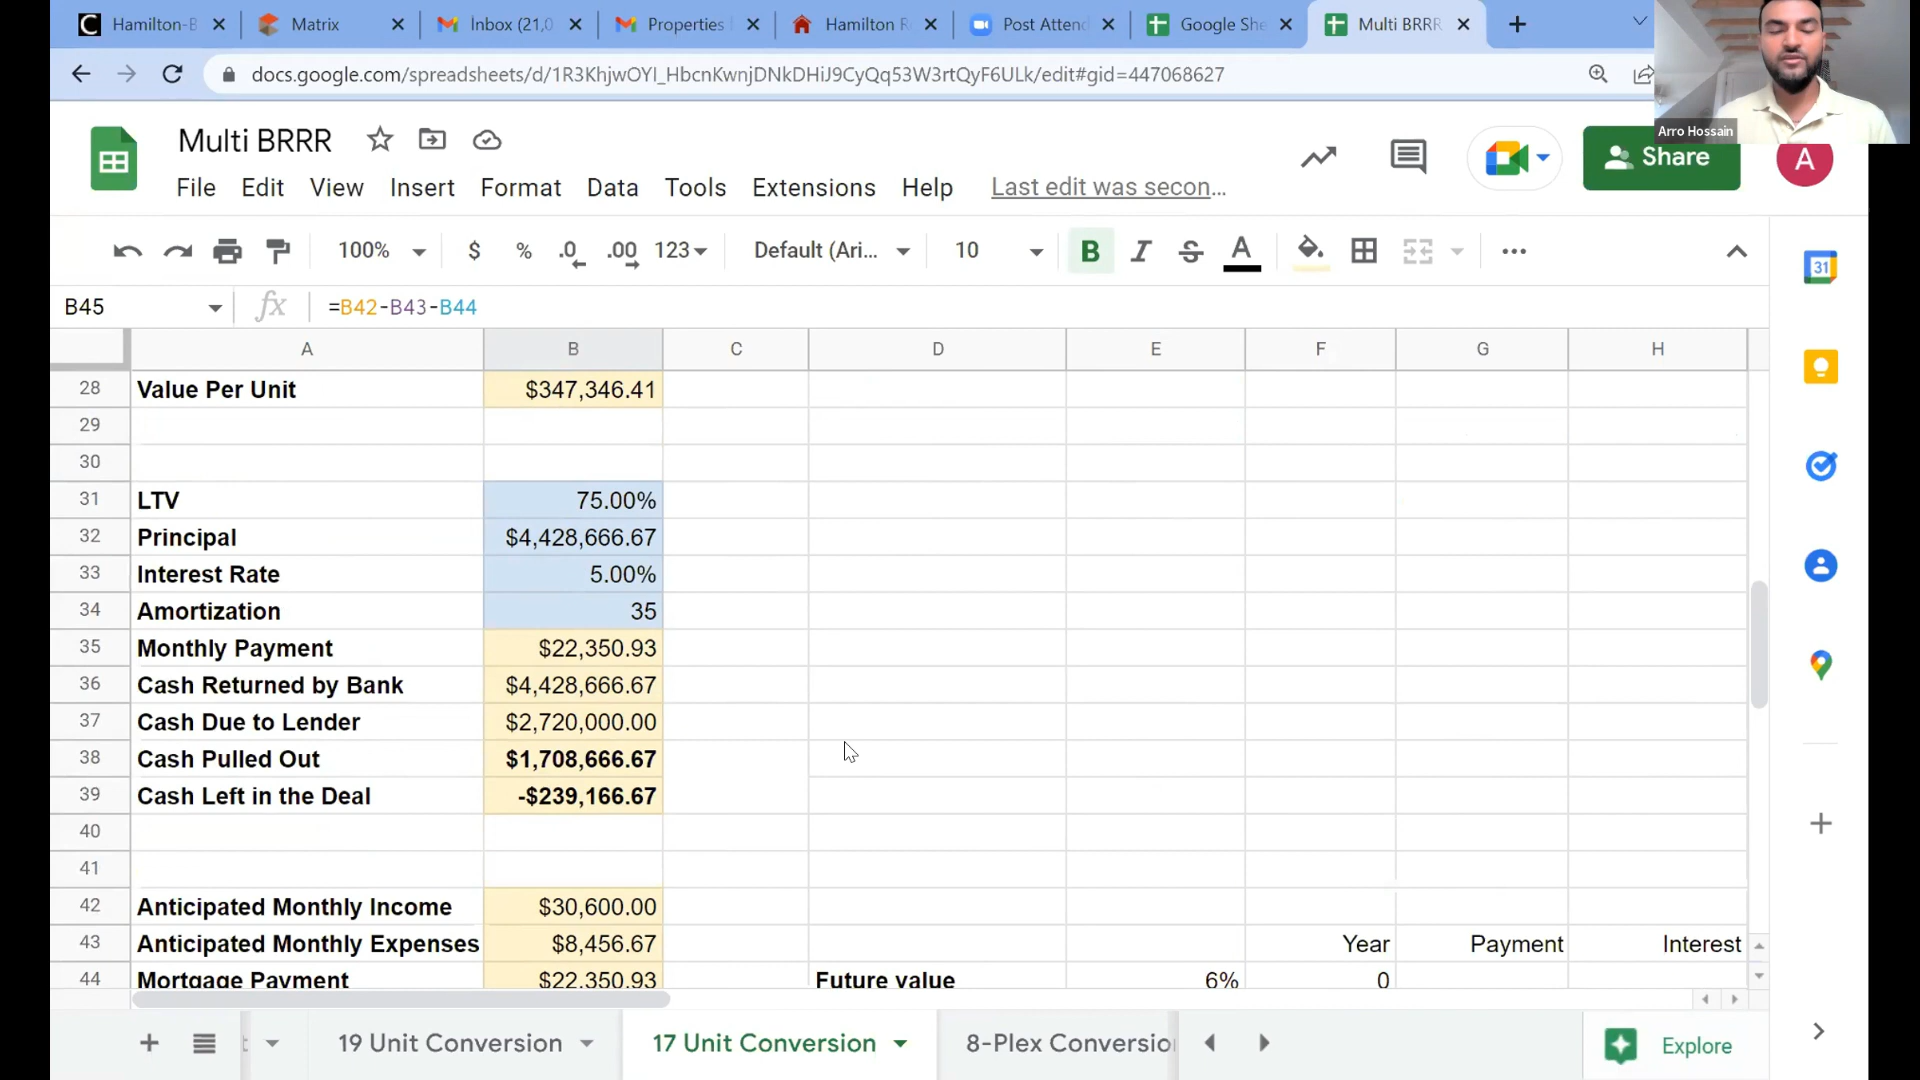 Hamilton-B
Matrix
Inbox (21,0
Properties
Hamilton R
Post Attend
Google She
Multi BRRR
docs.google.com/spreadsheets/d/1R3KhjwOYI_HbcnKwnjDNkDHiJ9CyQq53W3rtQyF6ULk/edit#gid=447068627
Arro Hossain
Multi BRRR
Share
A
File Edit View Insert Format Data Tools Extensions Help Last edit was secon...
100% $ % .0 .00 123 Default (Ari... 10 B I S A
31
B45 fx =B42-B43-B44
A B C D E F G H
28 Value Per Unit $347,346.41
29
30
31 LTV 75.00%
32 Principal $4,428,666.67
33 Interest Rate 5.00%
34 Amortization 35
35 Monthly Payment $22,350.93
36 Cash Returned by Bank $4,428,666.67
37 Cash Due to Lender $2,720,000.00
38 Cash Pulled Out $1,708,666.67
39 Cash Left in the Deal -$239,166.67
40
41
42 Anticipated Monthly Income $30,600.00
43 Anticipated Monthly Expenses $8,456.67 Year Payment Interest
44 Mortgage Payment $22,350.93 Future value 6% 0
19 Unit Conversion 17 Unit Conversion 8-Plex Conversio
Explore